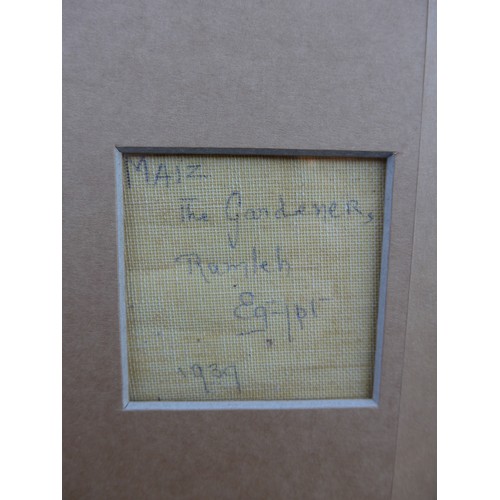 MAIZ
The Gardener,
Ramleh
Egypt
1939